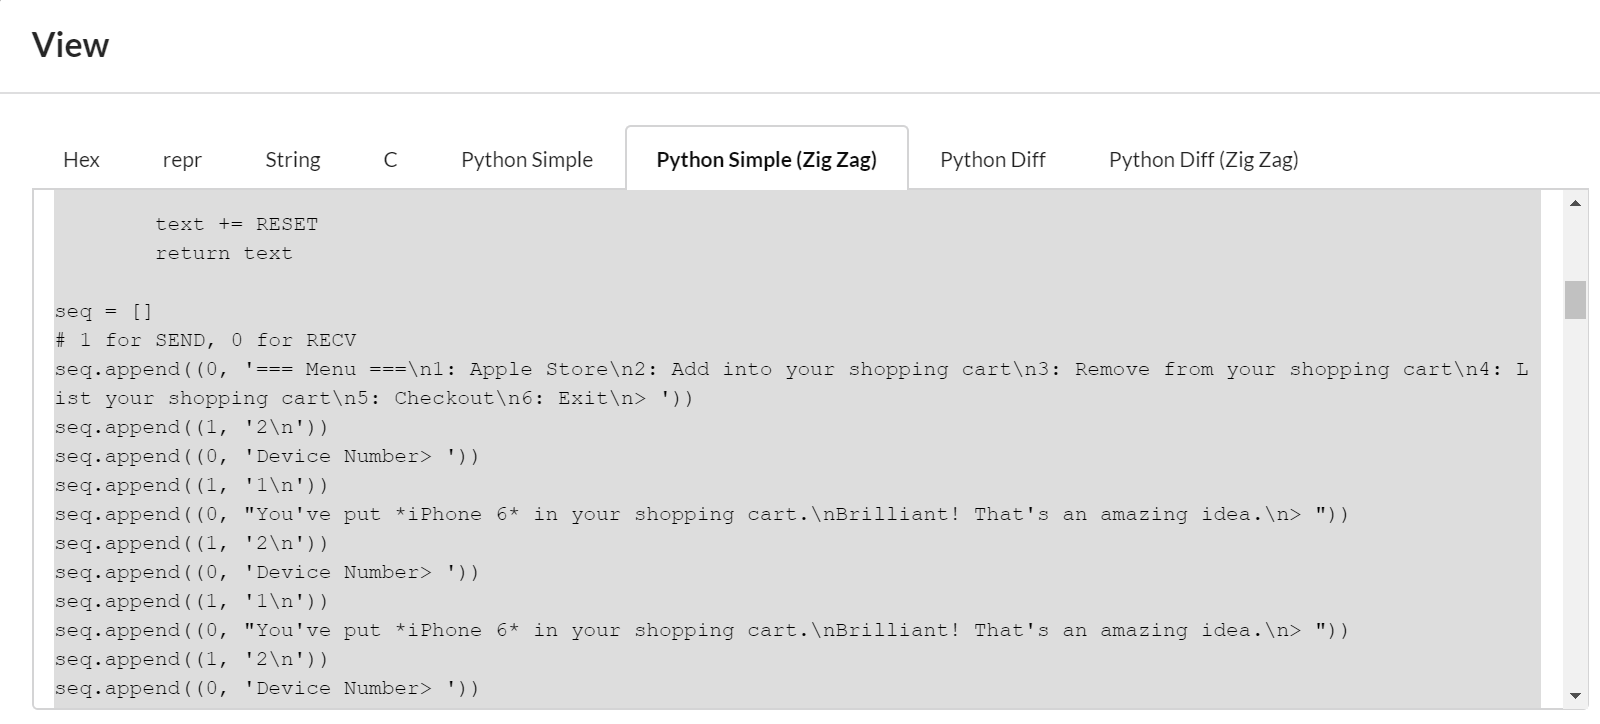 View
Hex repr String C Python Simple Python Simple (Zig Zag) Python Diff Python Diff (Zig Zag)
        text += RESET
        return text
seq = []
# 1 for SEND, 0 for RECV
seq.append((0, '=== Menu ===\n1: Apple Store\n2: Add into your shopping cart\n3: Remove from your shopping cart\n4: L
ist your shopping cart\n5: Checkout\n6: Exit\n> '))
seq.append((1, '2\n'))
seq.append((0, 'Device Number> '))
seq.append((1, '1\n'))
seq.append((0, "You've put *iPhone 6* in your shopping cart.\nBrilliant! That's an amazing idea.\n> "))
seq.append((1, '2\n'))
seq.append((0, 'Device Number> '))
seq.append((1, '1\n'))
seq.append((0, "You've put *iPhone 6* in your shopping cart.\nBrilliant! That's an amazing idea.\n> "))
seq.append((1, '2\n'))
seq.append((0, 'Device Number> '))